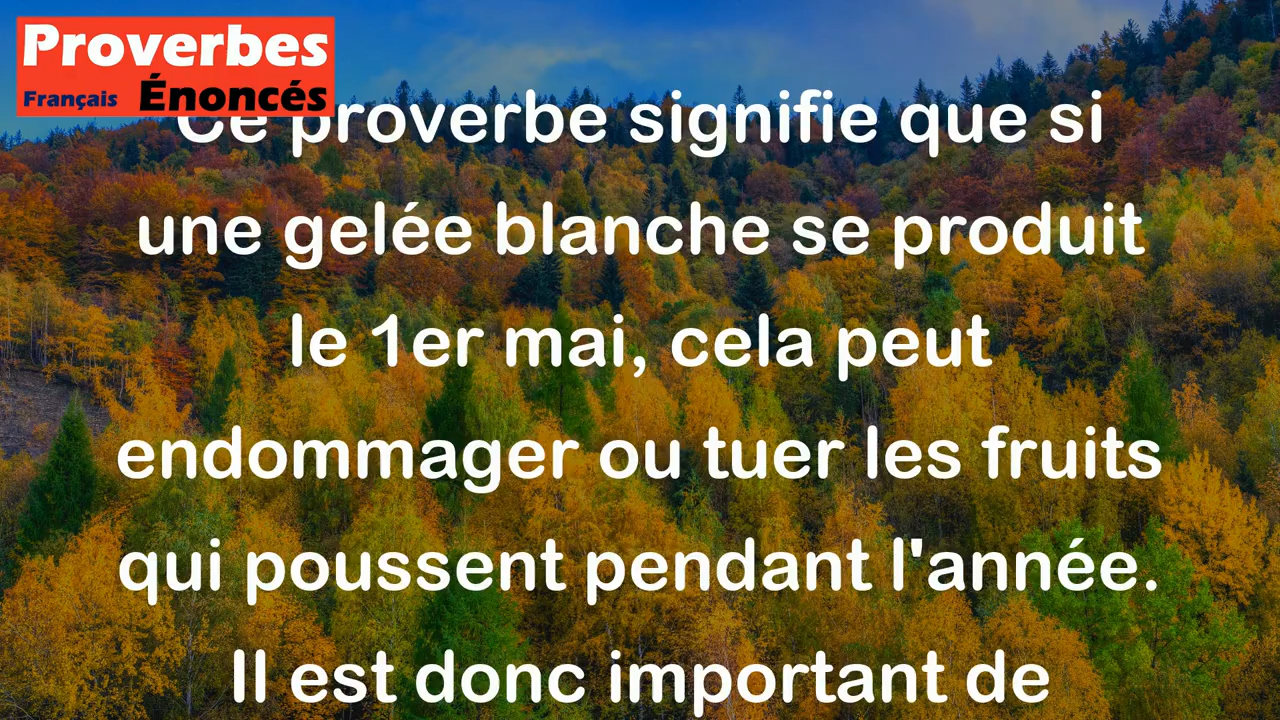 Proverbes
Français Énoncés
Ce proverbe signifie que si
une gelée blanche se produit
le 1er mai, cela peut
endommager ou tuer les fruits
qui poussent pendant l'année.
Il est donc important de